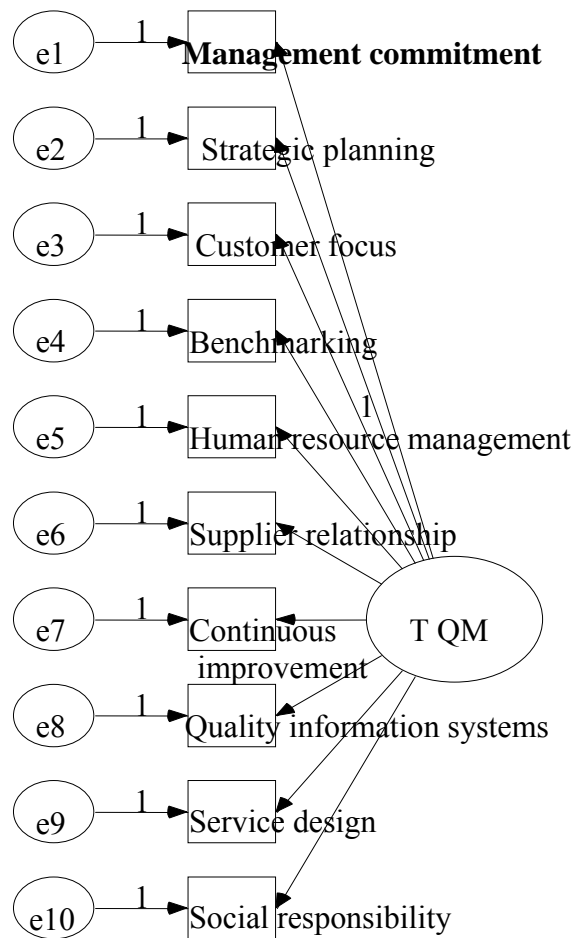 e1 1 Management commitment
e2 1 Strategic planning
e3 1 Customer focus
e4 1 Benchmarking
1
e5 1 Human resource management
e6 1 Supplier relationship
e7 1 Continuous
improvement
T QM
e8 1 Quality information systems
e9 1 Service design
e10 1 Social responsibility